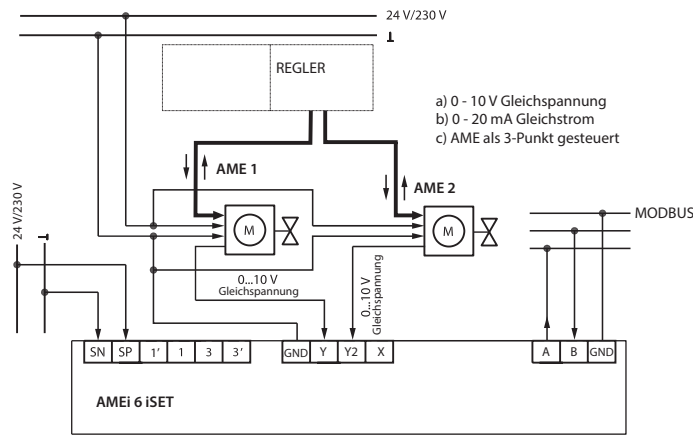 24 V/230 V
REGLER
a) 0 - 10 V Gleichspannung
b) 0 - 20 mA Gleichstrom
c) AME als 3-Punkt gesteuert
AME 1
AME 2
M
M
24 V/230 V
MODBUS
0...10 V
Gleichspannung
0...10 V
Gleichspannung
SN SP 1' 1 3 3' GND Y Y2 X A B GND
AMEi 6 iSET